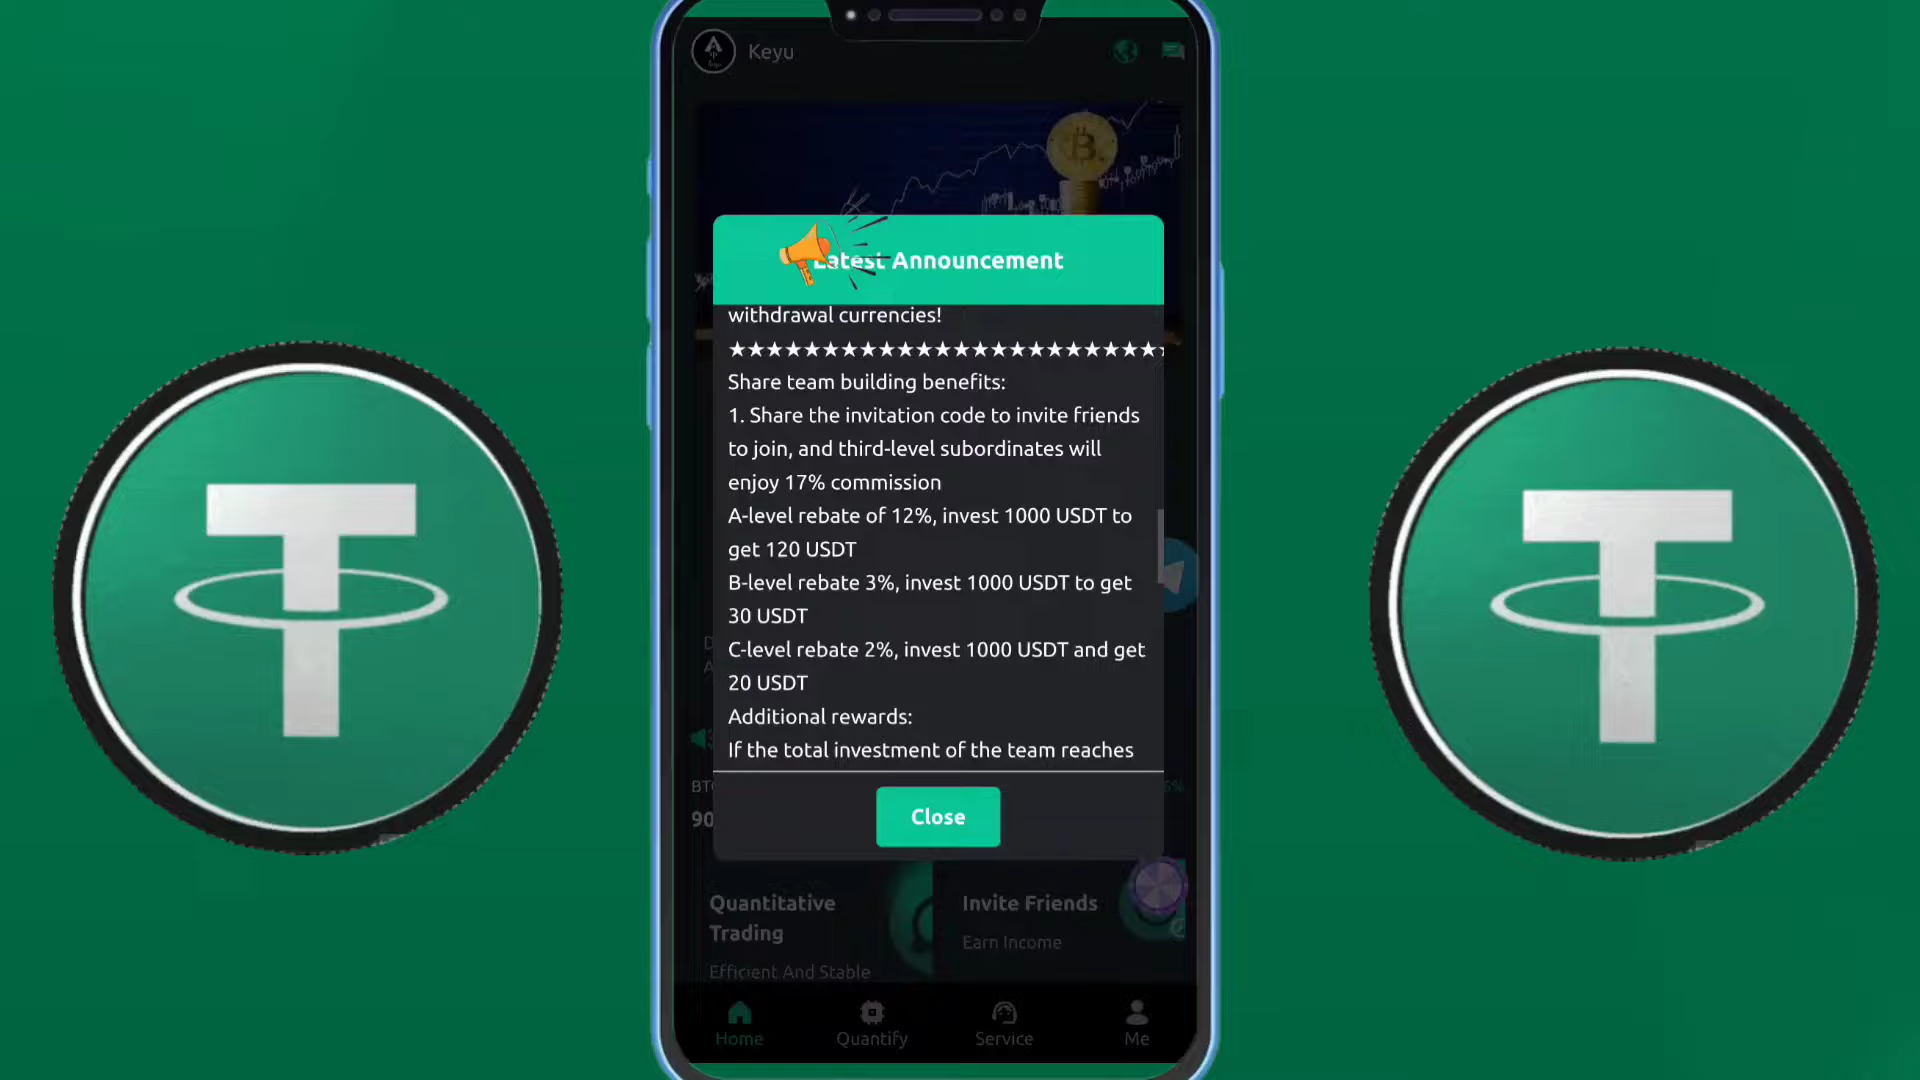 Keyu
Latest Announcement
withdrawal currencies!
★★★★★★★★★★★★★★★★★★★★★★★
Share team building benefits:
1. Share the invitation code to invite friends
to join, and third-level subordinates will
enjoy 17% commission
A-level rebate of 12%, invest 1000 USDT to
get 120 USDT
B-level rebate 3%, invest 1000 USDT to get
30 USDT
C-level rebate 2%, invest 1000 USDT and get
20 USDT
Additional rewards:
If the total investment of the team reaches
Close
Quantitative
Trading
Efficient And Stable
Invite Friends
Earn Income
Home
Quantify
Service
Me